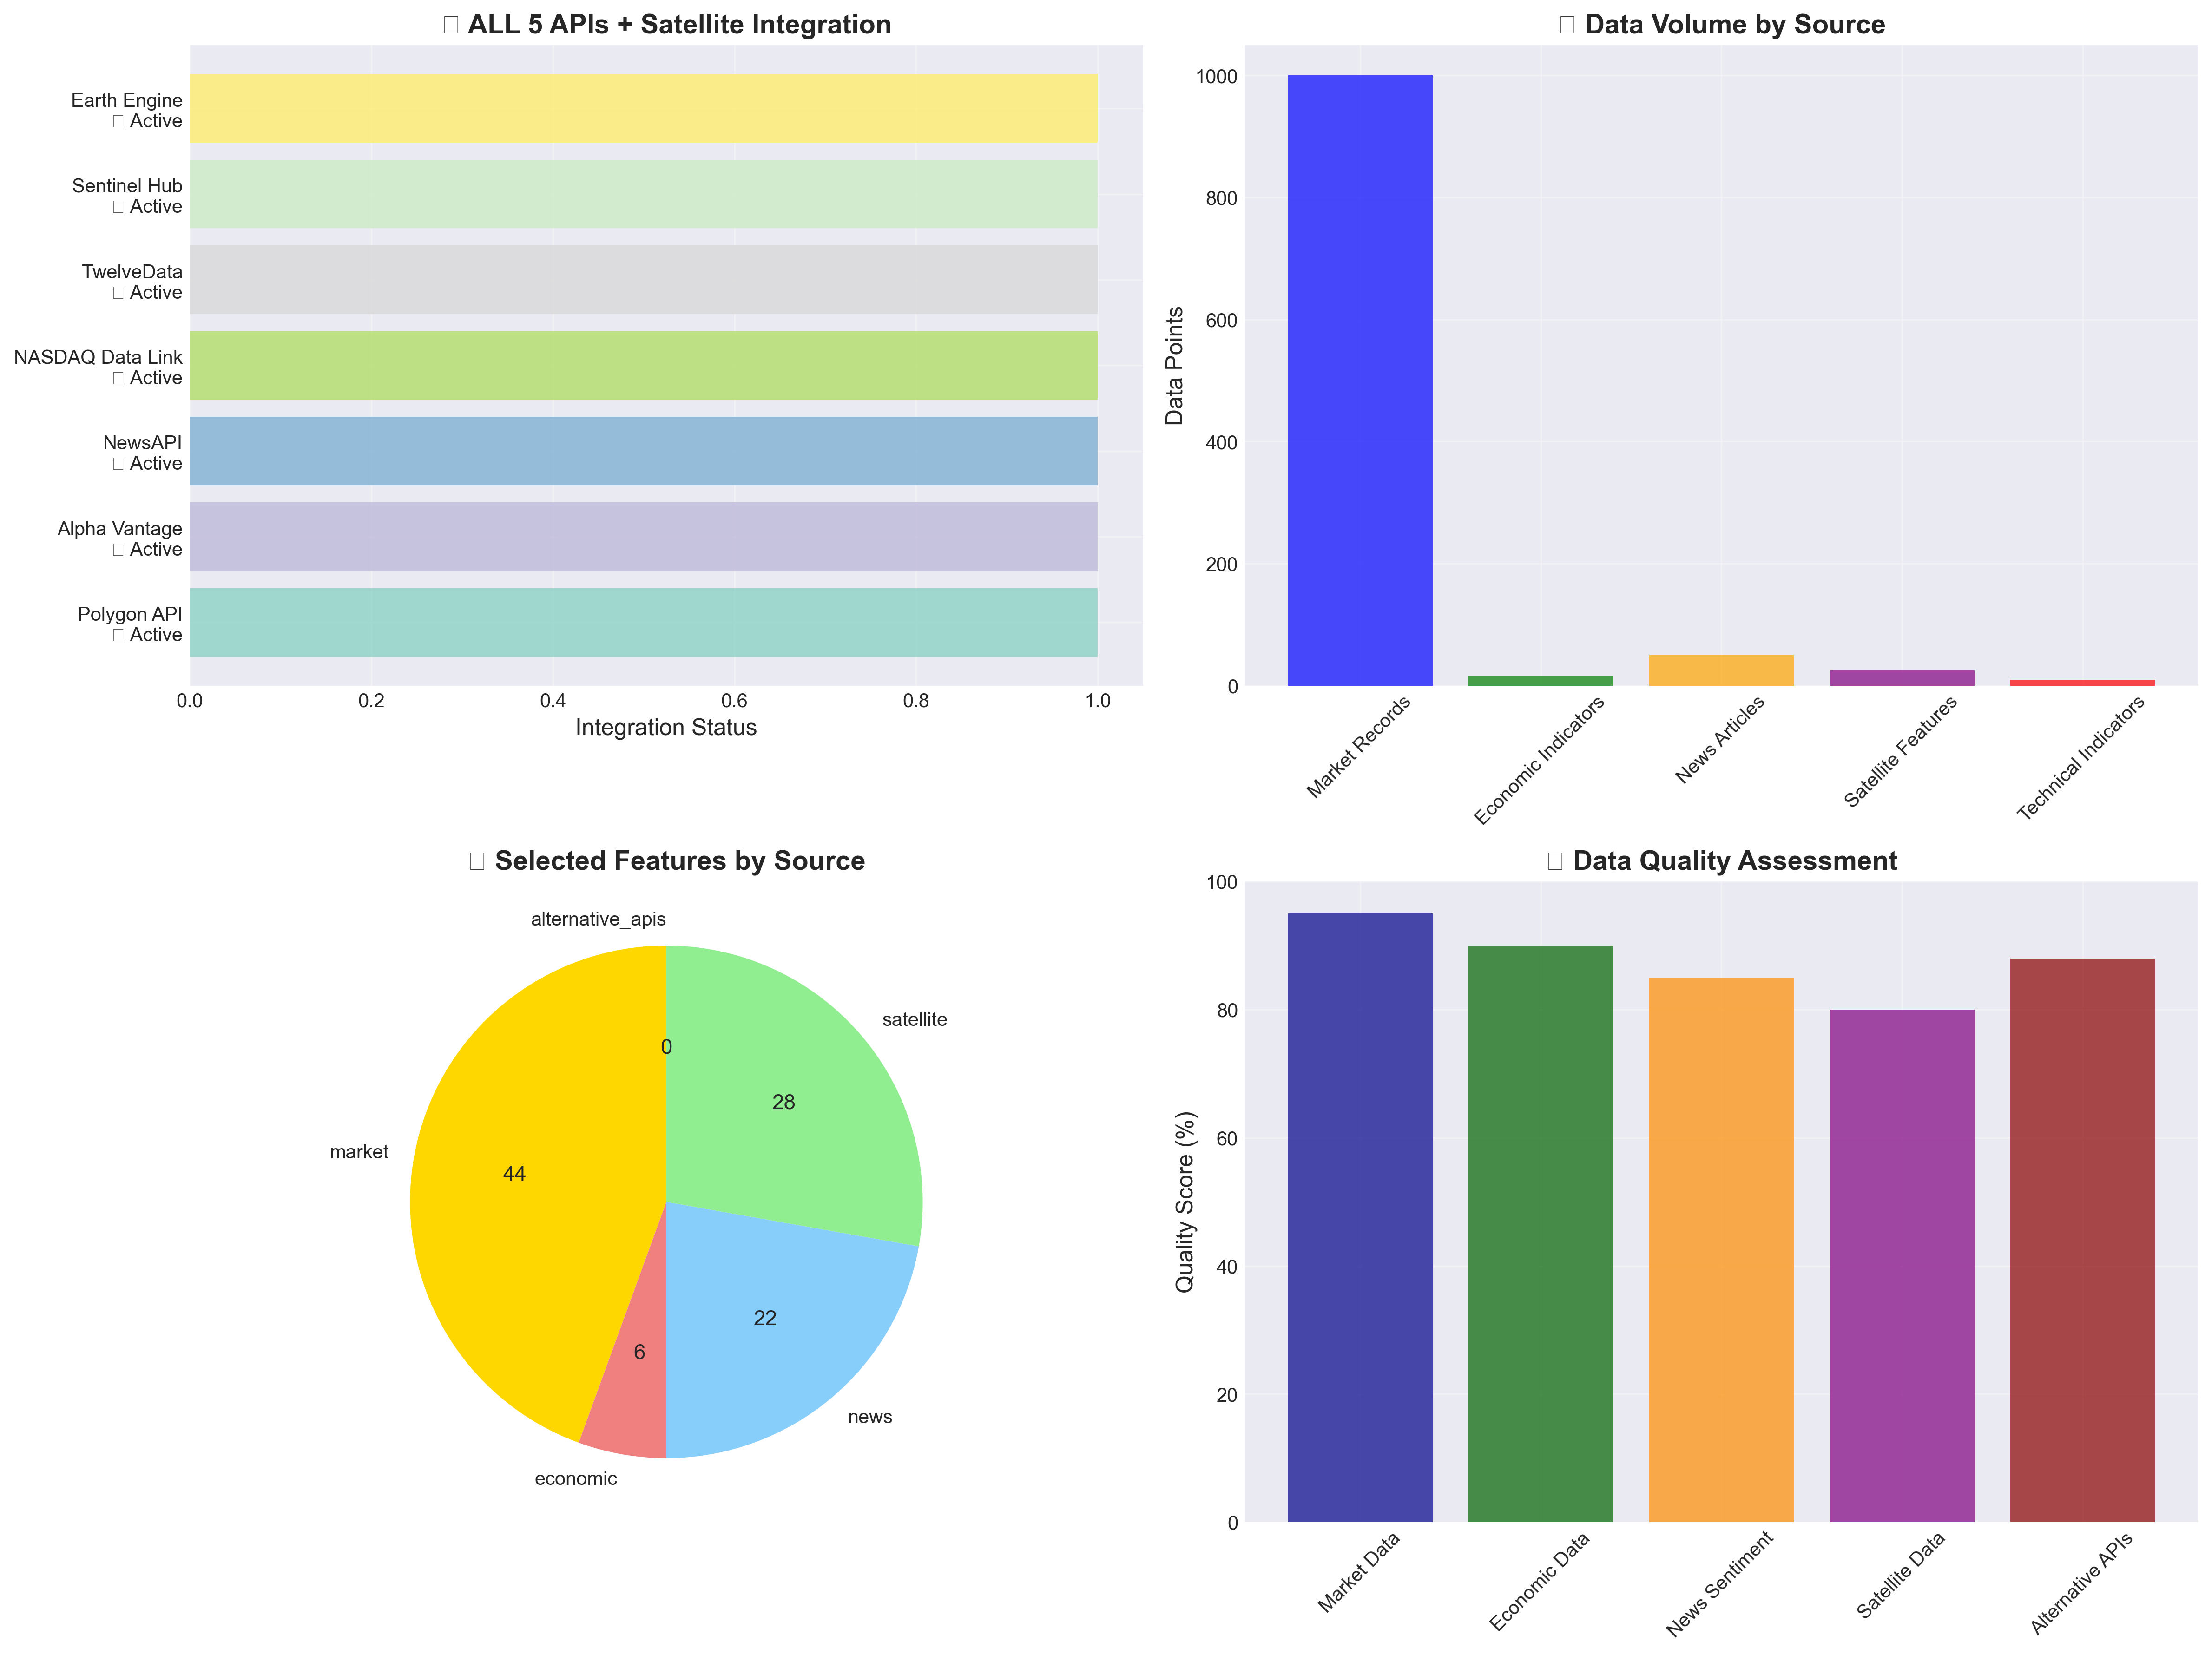 ALL 5 APIs + Satellite Integration
Earth Engine
Active
Sentinel Hub
Active
TwelveData
Active
NASDAQ Data Link
Active
NewsAPI
Active
Alpha Vantage
Active
Polygon API
Active
0.0 0.2 0.4 0.6 0.8 1.0
Integration Status
Data Volume by Source
Data Points
1000
800
600
400
200
0
Market Records
Economic Indicators
News Articles
Satellite Features
Technical Indicators
Selected Features by Source
alternative_apis
satellite
0
28
market
44
22
6
news
economic
Data Quality Assessment
Quality Score (%)
100
80
60
40
20
0
Market Data
Economic Data
News Sentiment
Satellite Data
Alternative APIs